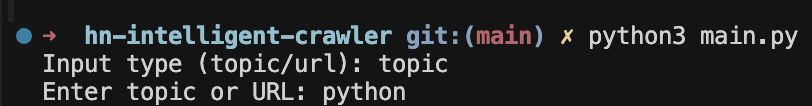 ➜  hn-intelligent-crawler git:(main) ✗ python3 main.py
Input type (topic/url): topic
Enter topic or URL: python